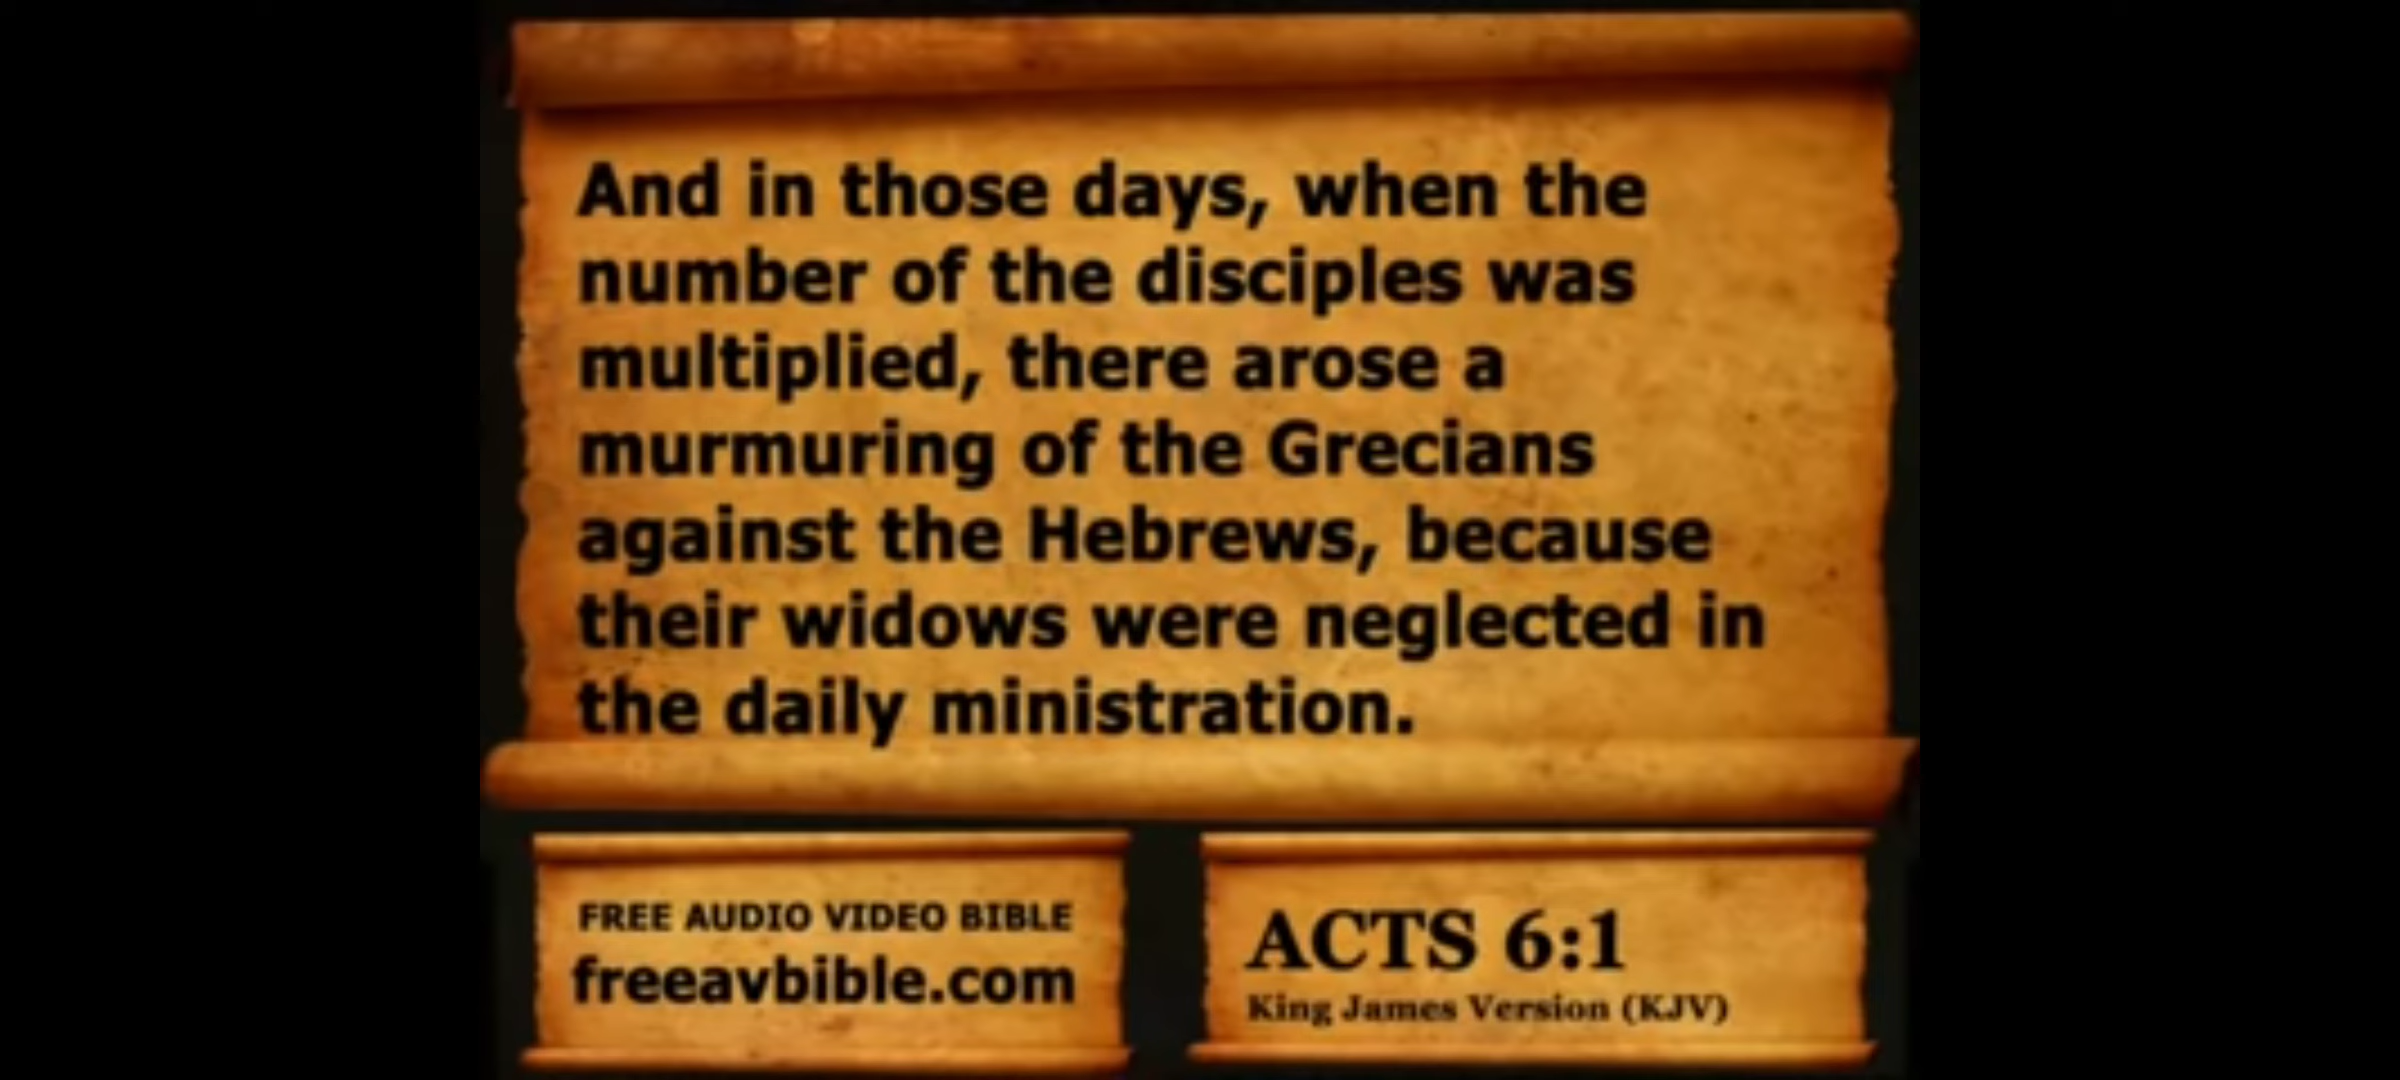 And in those days, when the
number of the disciples was
multiplied, there arose a
murmuring of the Grecians
against the Hebrews, because
their widows were neglected in
the daily ministration.
FREE AUDIO VIDEO BIBLE
freeavbible.com
ACTS 6:1
King James Version (KJV)